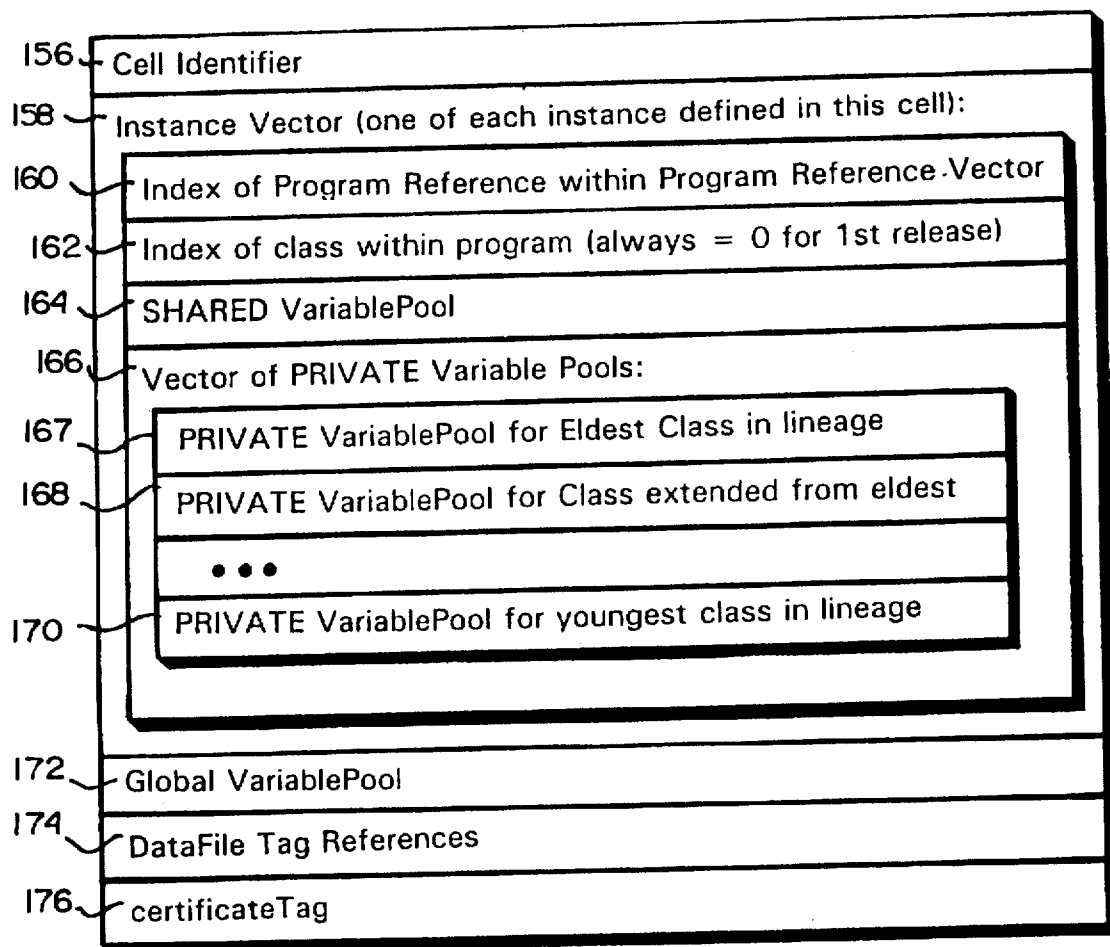 156 Cell Identifier
158 Instance Vector (one of each instance defined in this cell):
160 Index of Program Reference within Program Reference Vector
162 Index of class within program (always = 0 for 1st release)
164 SHARED VariablePool
166 Vector of PRIVATE Variable Pools:
167 PRIVATE VariablePool for Eldest Class in lineage
168 PRIVATE VariablePool for Class extended from eldest
•••
170 PRIVATE VariablePool for youngest class in lineage
172 Global VariablePool
174 DataFile Tag References
176 certificateTag